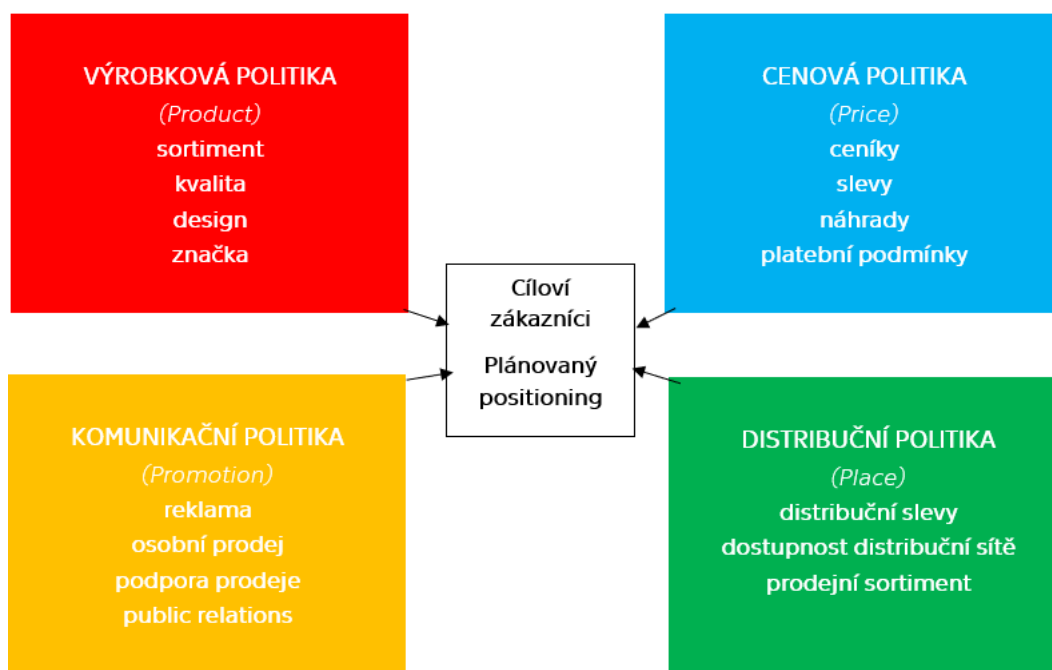 VÝROBKOVÁ POLITIKA
(Product)
sortiment
kvalita
design
značka
CENOVÁ POLITIKA
(Price)
ceníky
slevy
náhrady
platební podmínky
Cíloví
zákazníci
Plánovaný
positioning
KOMUNIKAČNÍ POLITIKA
(Promotion)
reklama
osobní prodej
podpora prodeje
public relations
DISTRIBUČNÍ POLITIKA
(Place)
distribuční slevy
dostupnost distribuční sítě
prodejní sortiment